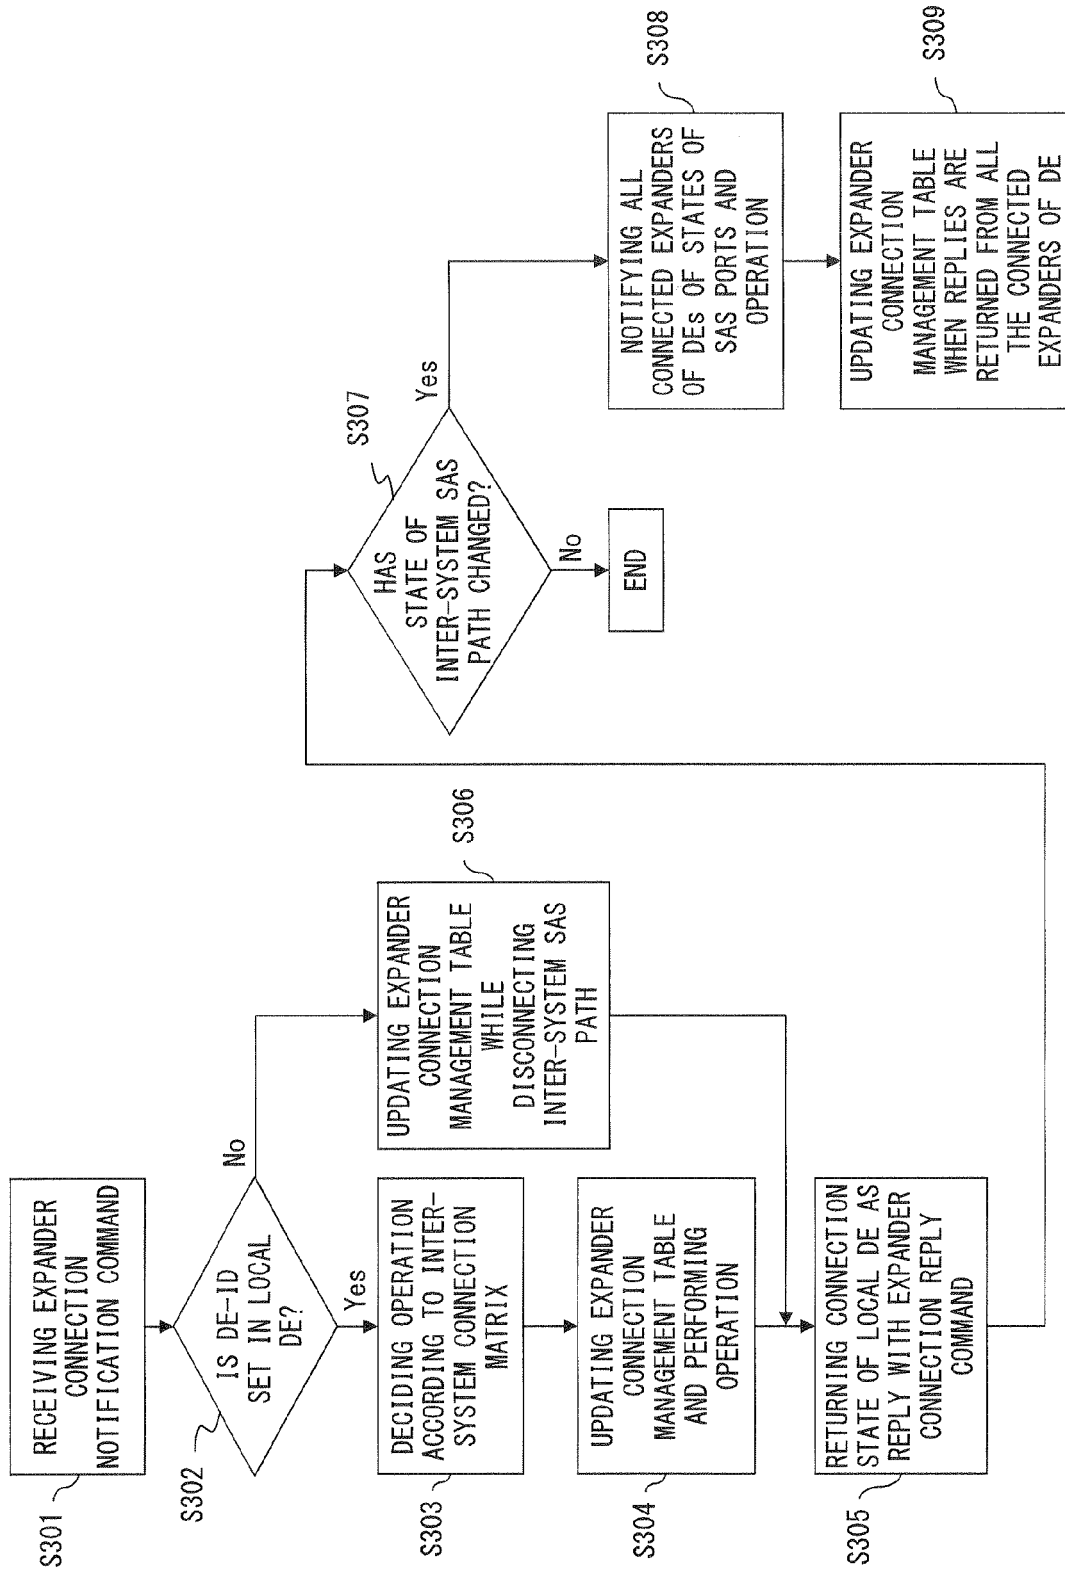 S301
RECEIVING EXPANDER
CONNECTION
NOTIFICATION COMMAND
S302
IS DE-ID
SET IN LOCAL
DE?
No
Yes
S303
DECIDING OPERATION
ACCORDING TO INTER-
SYSTEM CONNECTION
MATRIX
S304
UPDATING EXPANDER
CONNECTION
MANAGEMENT TABLE
AND PERFORMING
OPERATION
S305
RETURNING CONNECTION
STATE OF LOCAL DE AS
REPLY WITH EXPANDER
CONNECTION REPLY
COMMAND
S306
UPDATING EXPANDER
CONNECTION
MANAGEMENT TABLE
WHILE
DISCONNECTING
INTER-SYSTEM SAS
PATH
S307
HAS
STATE OF
INTER-SYSTEM SAS
PATH CHANGED?
Yes
No
END
S308
NOTIFYING ALL
CONNECTED EXPANDERS
OF DEs OF STATES OF
SAS PORTS AND
OPERATION
S309
UPDATING EXPANDER
CONNECTION
MANAGEMENT TABLE
WHEN REPLIES ARE
RETURNED FROM ALL
THE CONNECTED
EXPANDERS OF DE